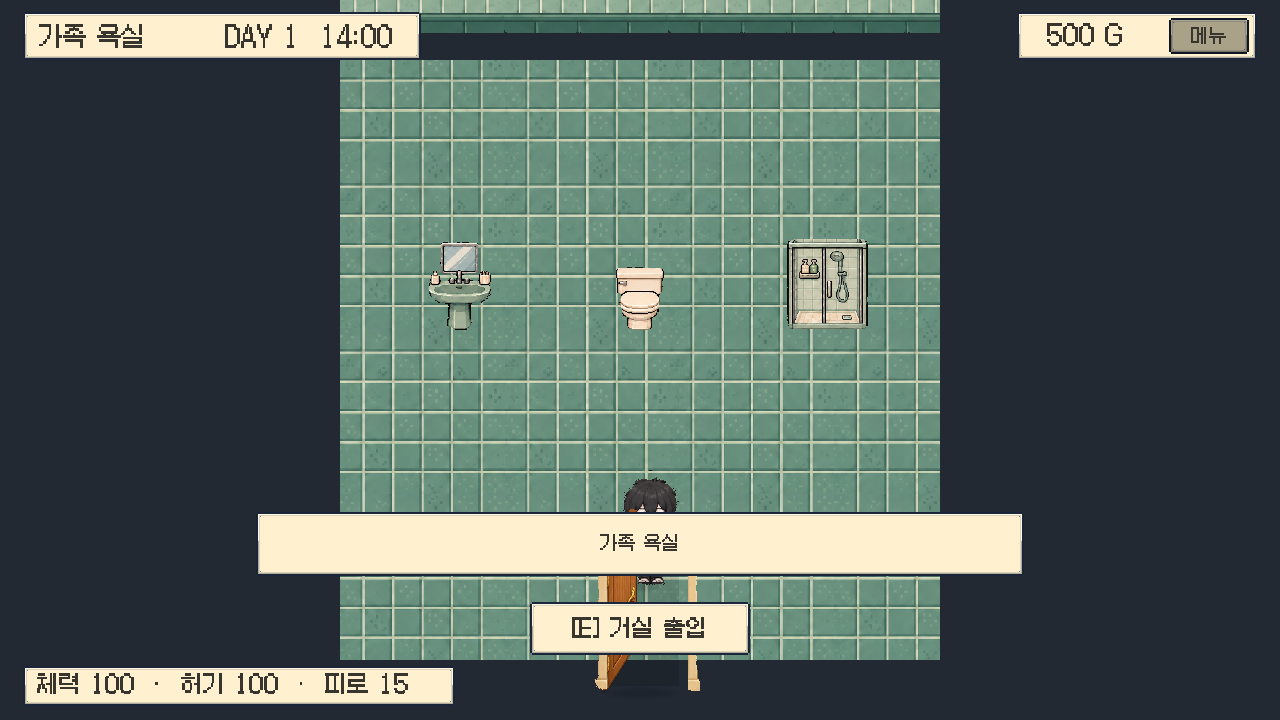 가족 욕실 DAY 1 14:00
500 G 메뉴
가족 욕실
[E] 거실 출입
체력 100 · 허기 100 · 피로 15